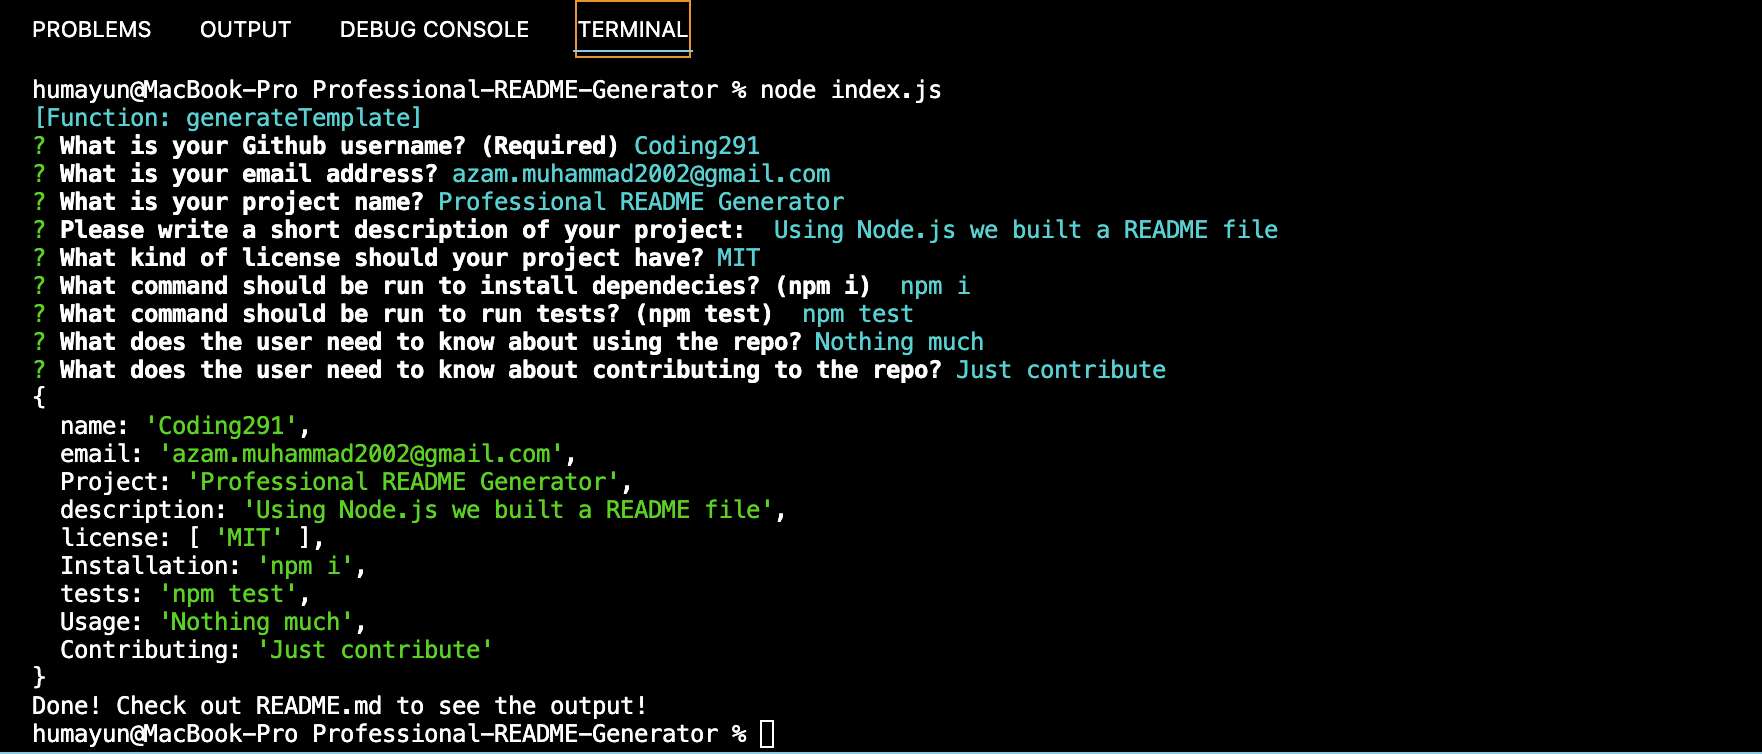 PROBLEMS OUTPUT DEBUG CONSOLE TERMINAL
humayun@MacBook-Pro Professional-README-Generator % node index.js
[Function: generateTemplate]
? What is your Github username? (Required) Coding291
? What is your email address? azam.muhammad2002@gmail.com
? What is your project name? Professional README Generator
? Please write a short description of your project:  Using Node.js we built a README file
? What kind of license should your project have? MIT
? What command should be run to install dependecies? (npm i)  npm i
? What command should be run to run tests? (npm test)  npm test
? What does the user need to know about using the repo? Nothing much
? What does the user need to know about contributing to the repo? Just contribute
{
  name: 'Coding291',
  email: 'azam.muhammad2002@gmail.com',
  Project: 'Professional README Generator',
  description: 'Using Node.js we built a README file',
  license: [ 'MIT' ],
  Installation: 'npm i',
  tests: 'npm test',
  Usage: 'Nothing much',
  Contributing: 'Just contribute'
}
Done! Check out README.md to see the output!
humayun@MacBook-Pro Professional-README-Generator %